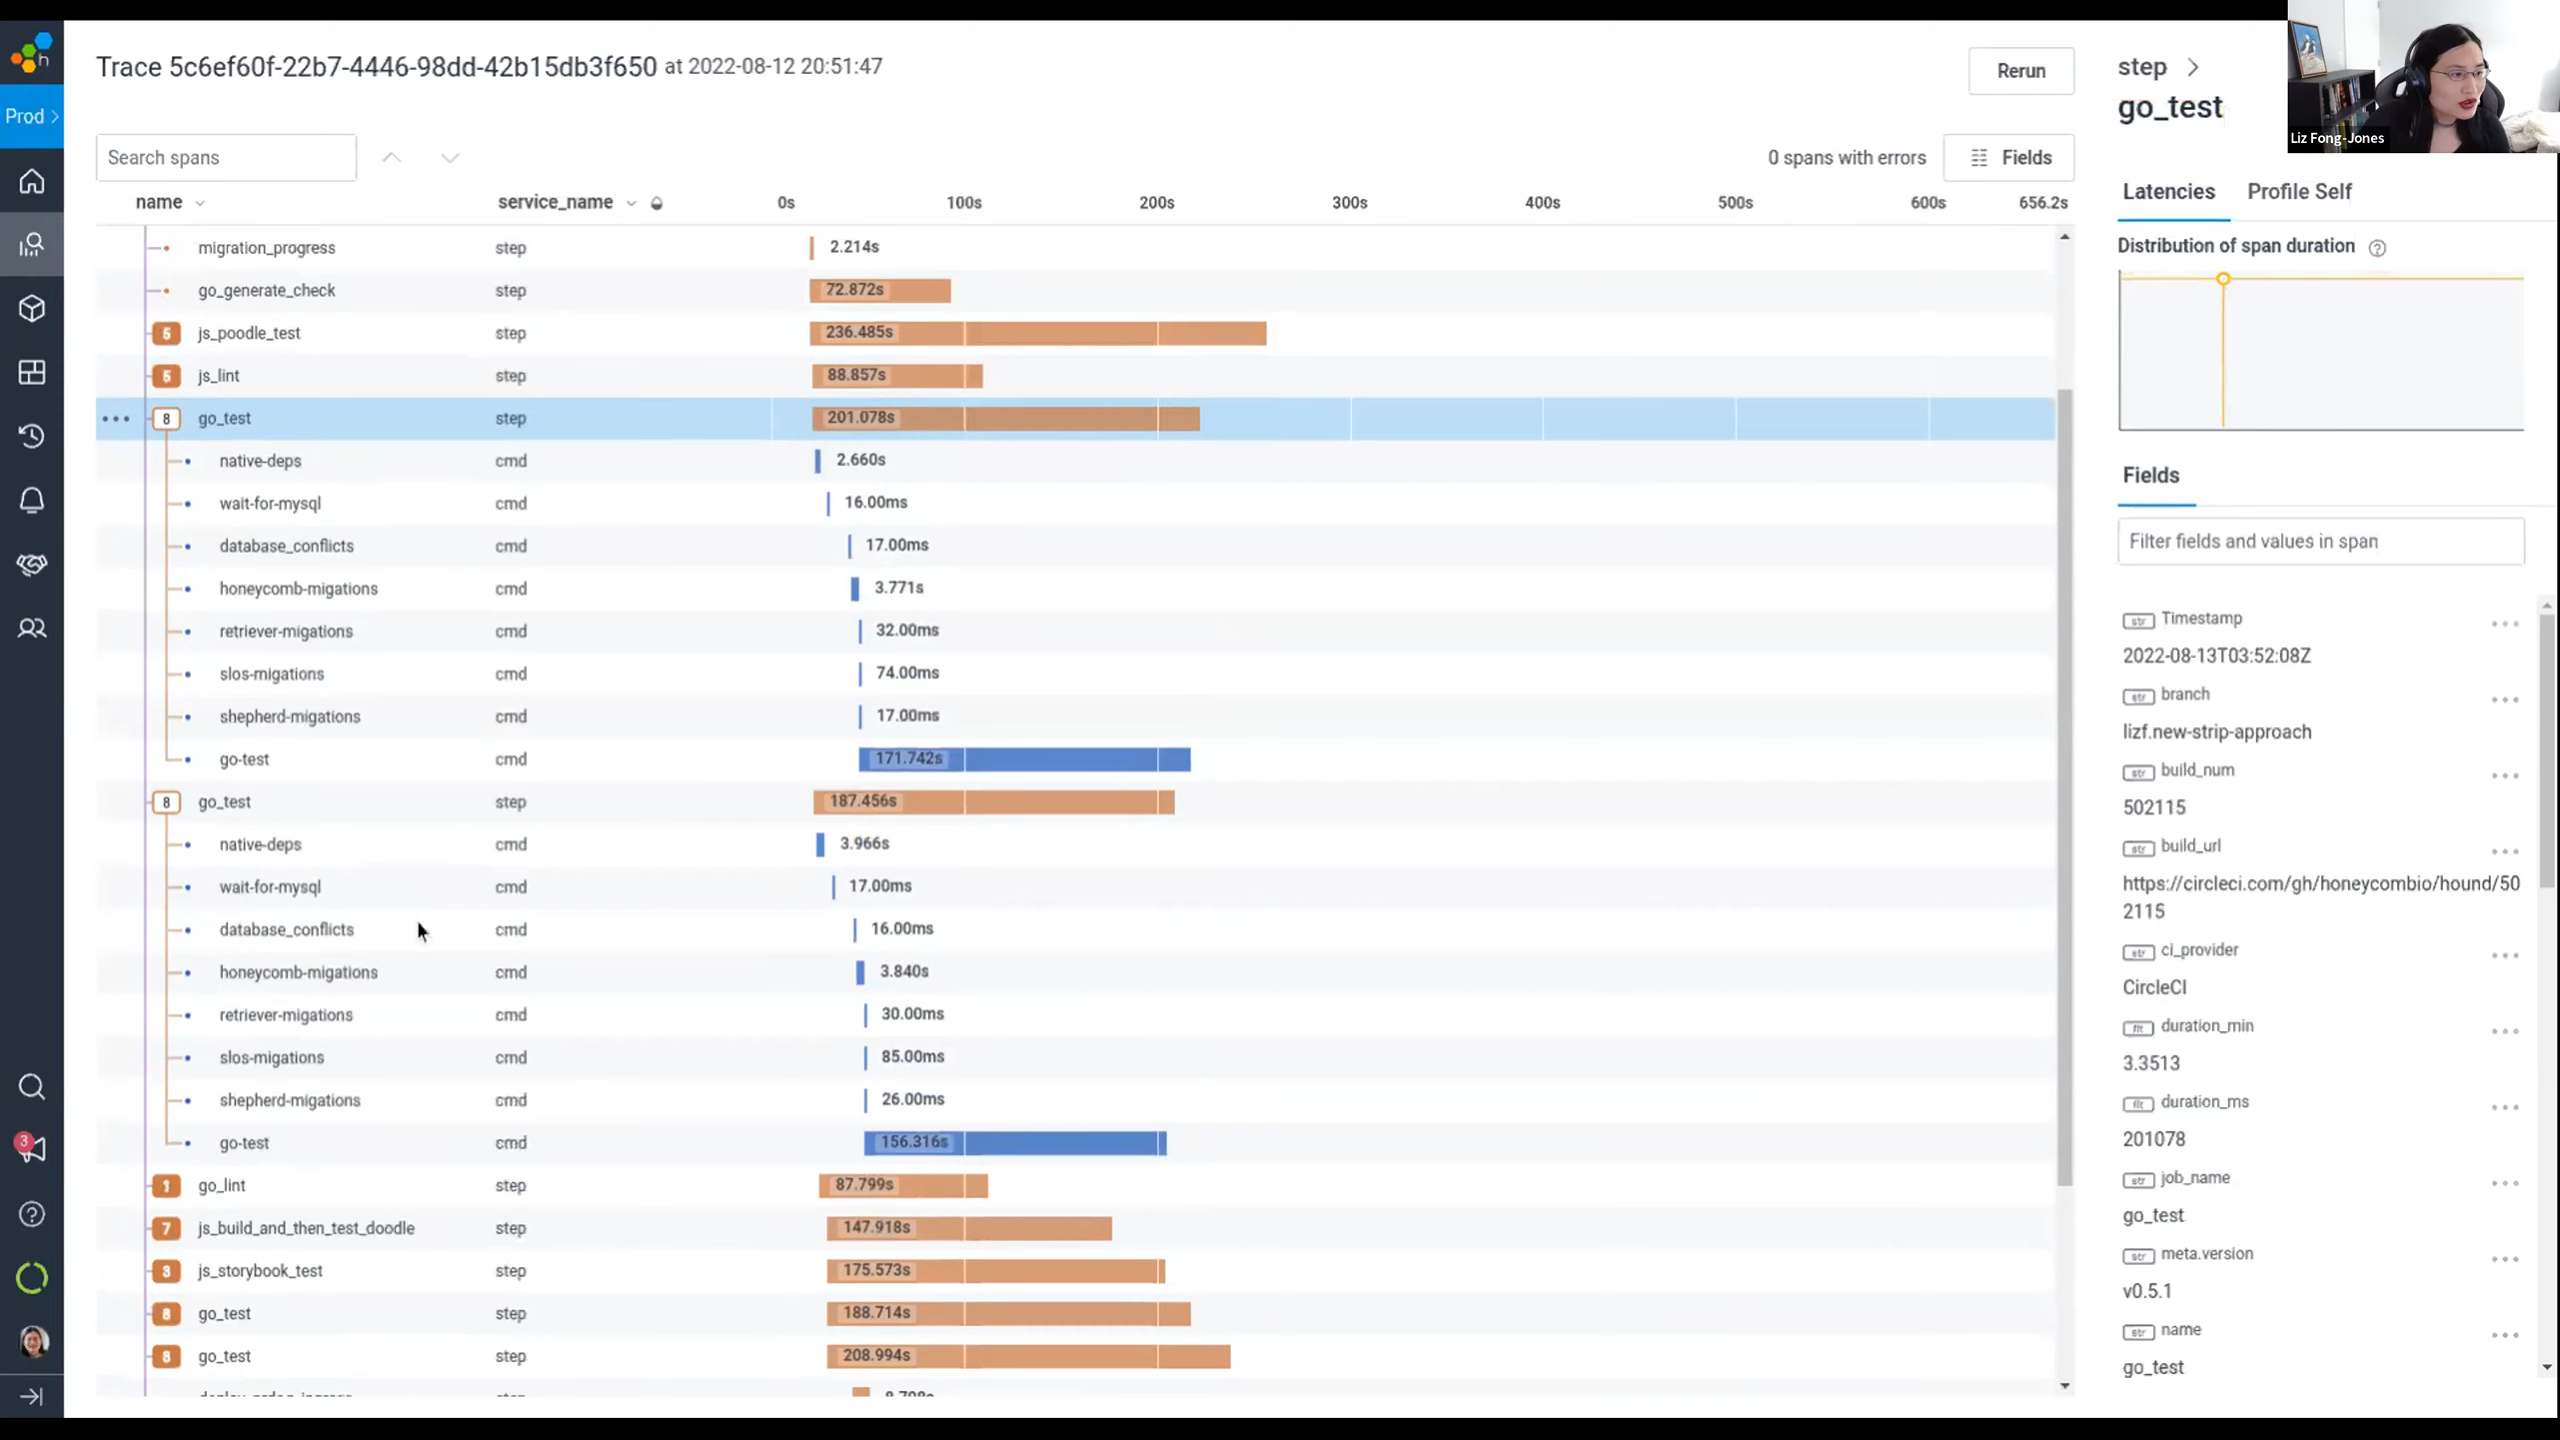 h
Prod
3
Trace 5c6ef60f-22b7-4446-98dd-42b15db3f650 at 2022-08-12 20:51:47
Rerun
Search spans
0 spans with errors
Fields
name
service_name
0s 100s 200s 300s 400s 500s 600s 656.2s
migration_progress step 2.214s
go_generate_check step 72.872s
5 js_poodle_test step 236.485s
5 js_lint step 88.857s
8 go_test step 201.078s
native-deps cmd 2.660s
wait-for-mysql cmd 16.00ms
database_conflicts cmd 17.00ms
honeycomb-migations cmd 3.771s
retriever-migations cmd 32.00ms
slos-migations cmd 74.00ms
shepherd-migations cmd 17.00ms
go-test cmd 171.742s
8 go_test step 187.456s
native-deps cmd 3.966s
wait-for-mysql cmd 17.00ms
database_conflicts cmd 16.00ms
honeycomb-migations cmd 3.840s
retriever-migations cmd 30.00ms
slos-migations cmd 85.00ms
shepherd-migations cmd 26.00ms
go-test cmd 156.316s
1 go_lint step 87.799s
7 js_build_and_then_test_doodle step 147.918s
3 js_storybook_test step 175.573s
8 go_test step 188.714s
8 go_test step 208.994s
step
go_test
Liz Fong-Jones
Latencies Profile Self
Distribution of span duration
Fields
Filter fields and values in span
str Timestamp
2022-08-13T03:52:08Z
str branch
lizf.new-strip-approach
str build_num
502115
str build_url
https://circleci.com/gh/honeycombio/hound/50
2115
str ci_provider
CircleCI
flt duration_min
3.3513
flt duration_ms
201078
str job_name
go_test
str meta.version
v0.5.1
str name
go_test